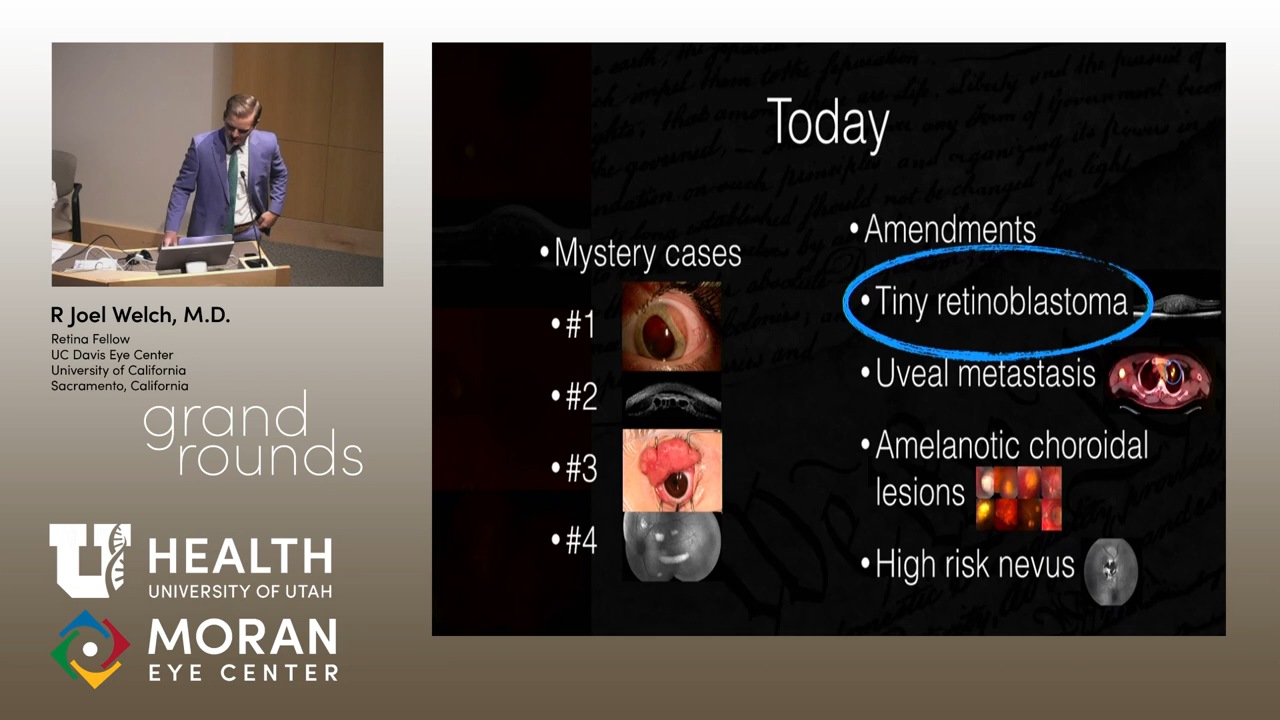 R Joel Welch, M.D.
Retina Fellow
UC Davis Eye Center
University of California
Sacramento, California
grand
rounds
U
HEALTH
UNIVERSITY OF UTAH
MORAN
EYE CENTER
Today
• Mystery cases
• #1
• #2
• #3
• #4
• Amendments
• Tiny retinoblastoma
• Uveal metastasis
• Amelanotic choroidal
lesions
• High risk nevus